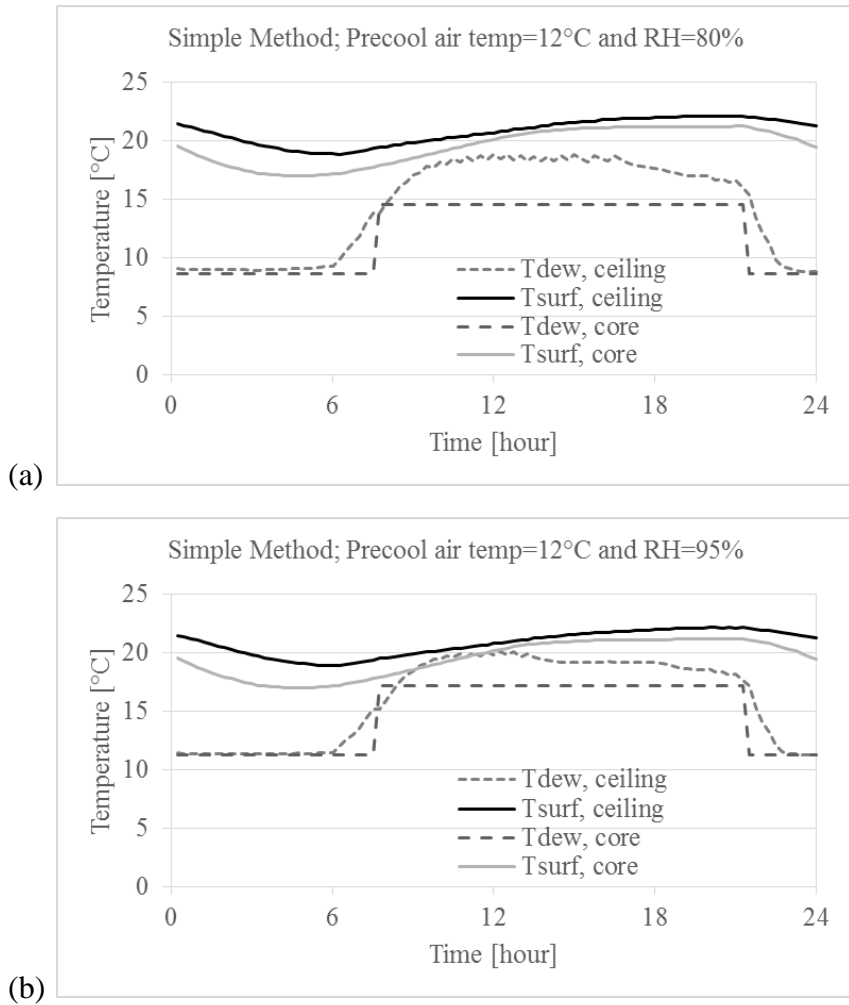 Simple Method; Precool air temp=12°C and RH=80%
25
20
15
10
5
0
Temperature [°C]
Tdew, ceiling
Tsurf, ceiling
Tdew, core
Tsurf, core
0 6 12 18 24
Time [hour]
(a)
Simple Method; Precool air temp=12°C and RH=95%
25
20
15
10
5
0
Temperature [°C]
Tdew, ceiling
Tsurf, ceiling
Tdew, core
Tsurf, core
0 6 12 18 24
Time [hour]
(b)